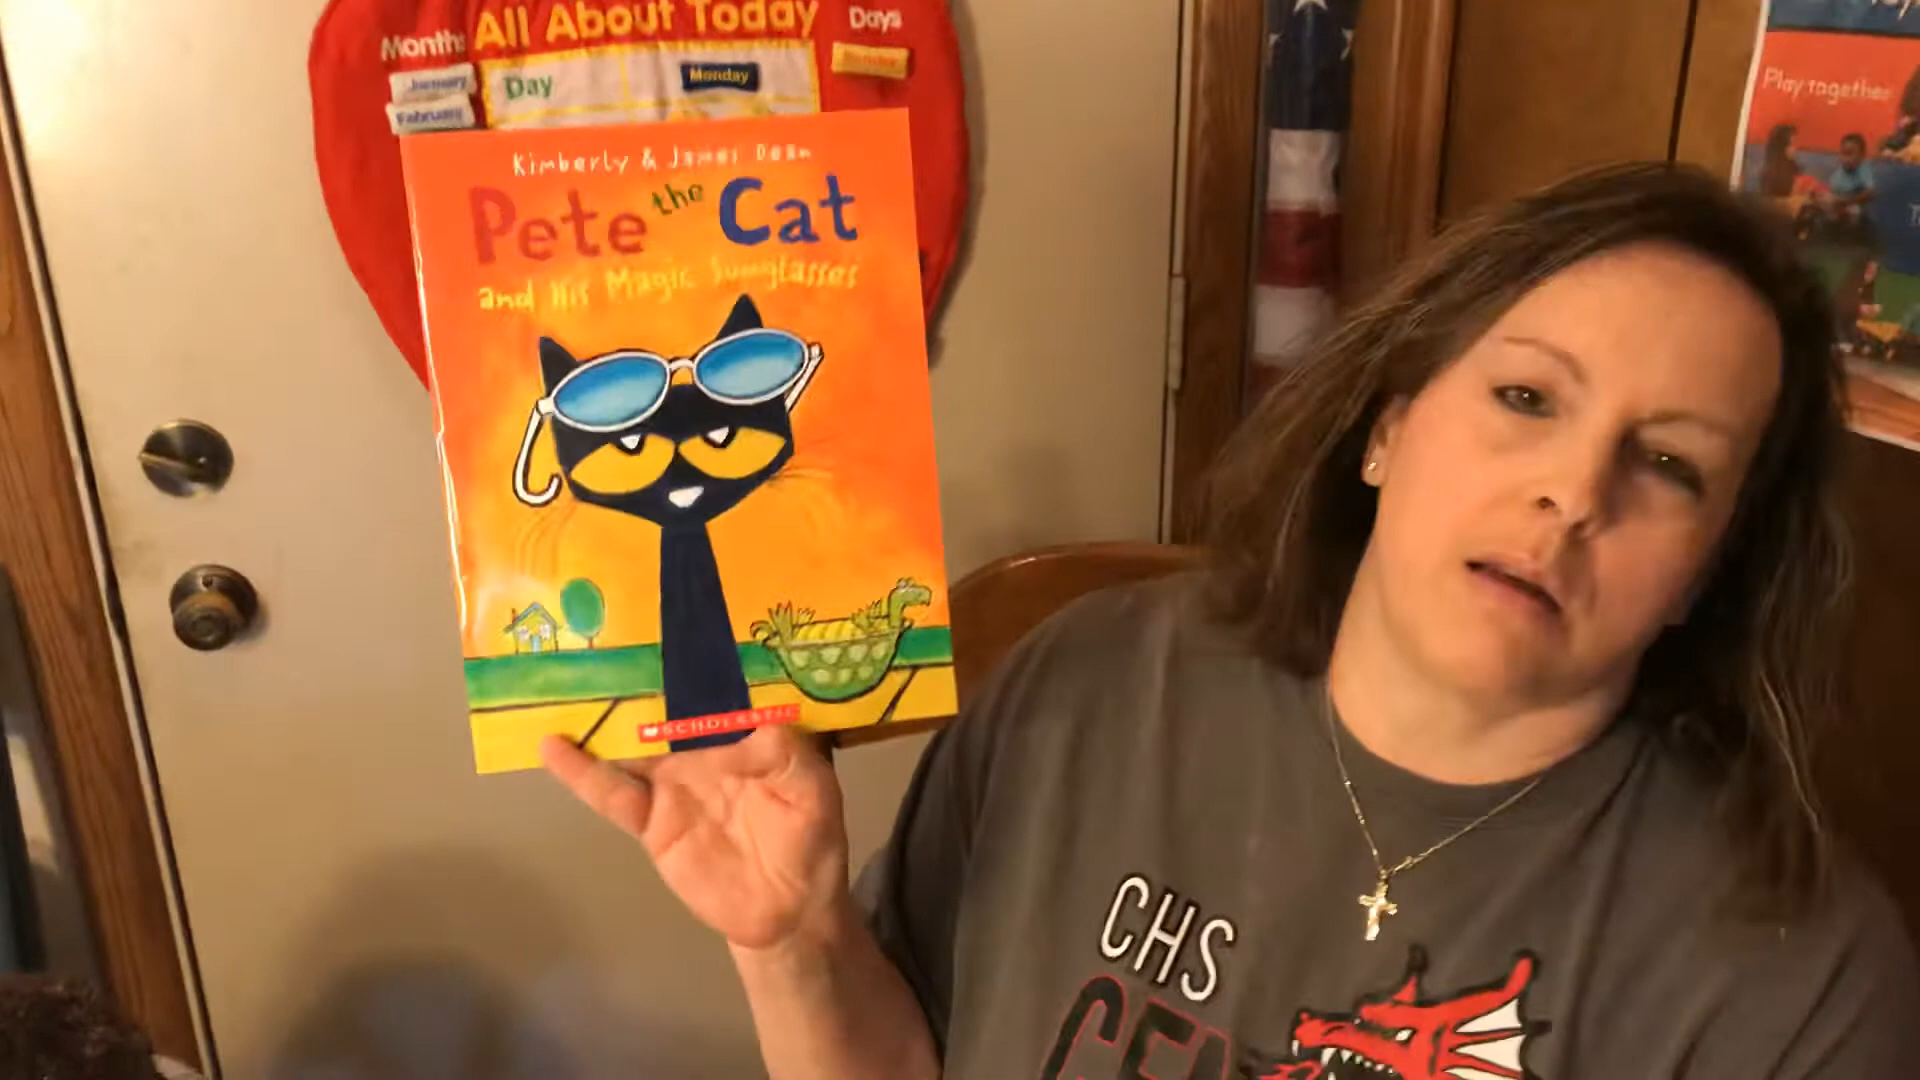 All About Today
Months
Days
January
February
Day
Monday
Sunday
Kimberly & James Dean
Pete the Cat
and His Magic Sunglasses
SCHOLASTIC
Play together
CHS